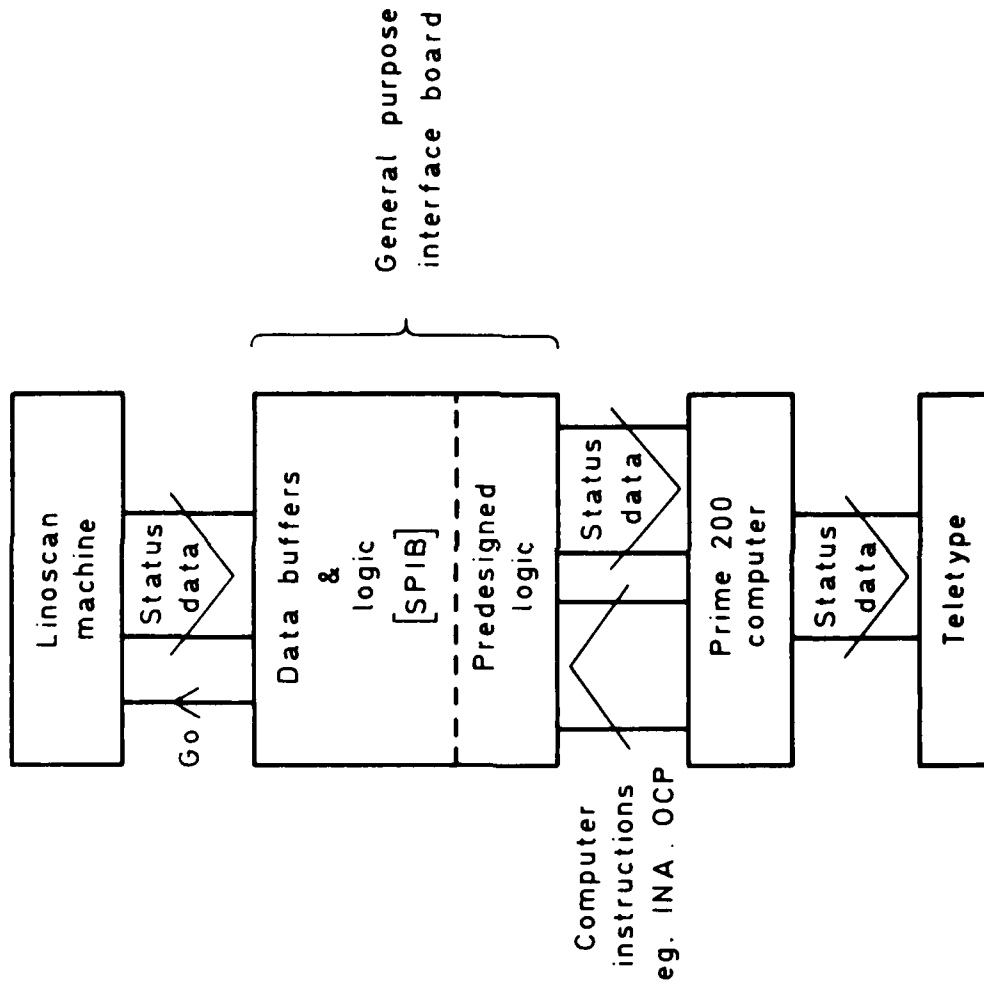 Linoscan
machine
Go
Status
data
Data buffers
&
logic
[SPIB]
Predesigned
logic
General purpose
interface board
Computer
instructions
eg. INA. OCP
Status
data
Prime 200
computer
Status
data
Teletype